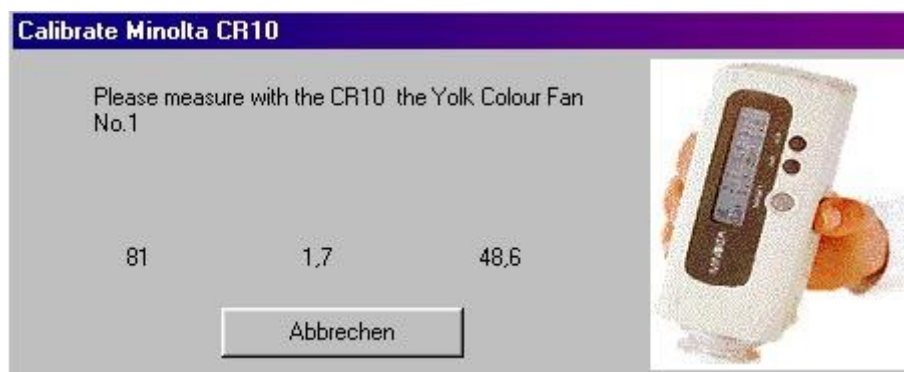 Calibrate Minolta CR10
Please measure with the CR10 the Yolk Colour Fan
No.1
81 1,7 48,6
Abbrechen
MINOLTA